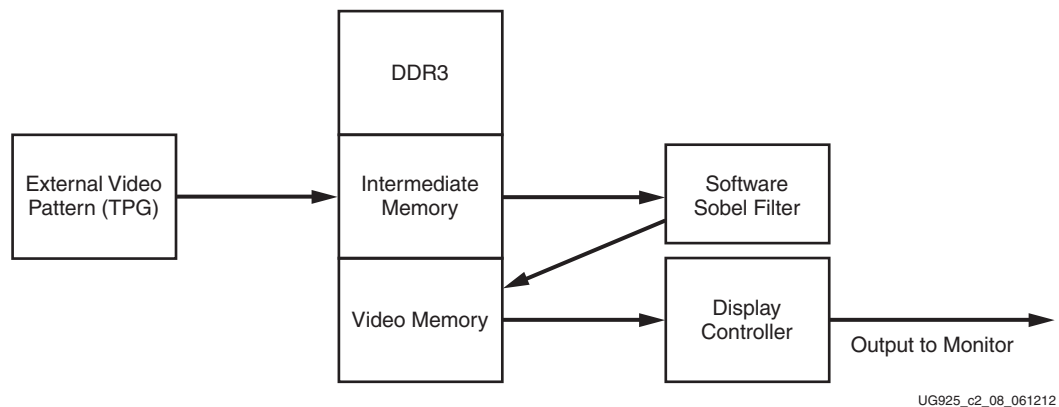 DDR3
External Video
Pattern (TPG)
Intermediate
Memory
Software
Sobel Filter
Video Memory
Display
Controller
Output to Monitor
UG925_c2_08_061212